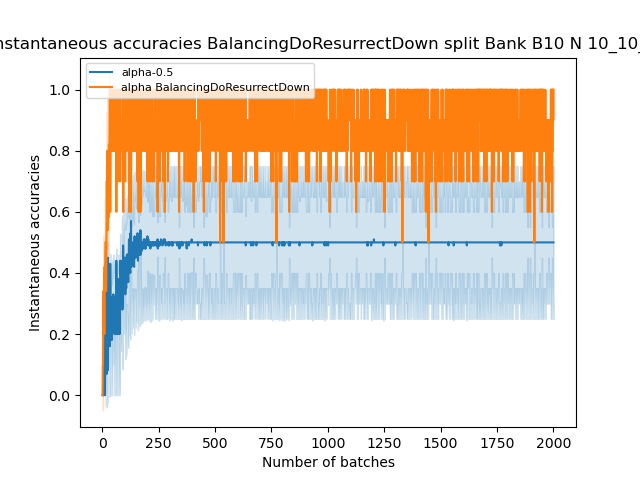 nstantaneous accuracies BalancingDoResurrectDown split Bank B10 N 10_10_
alpha-0.5
alpha BalancingDoResurrectDown
1.0
0.8
0.6
0.4
0.2
0.0
Instantaneous accuracies
0 250 500 750 1000 1250 1500 1750 2000
Number of batches